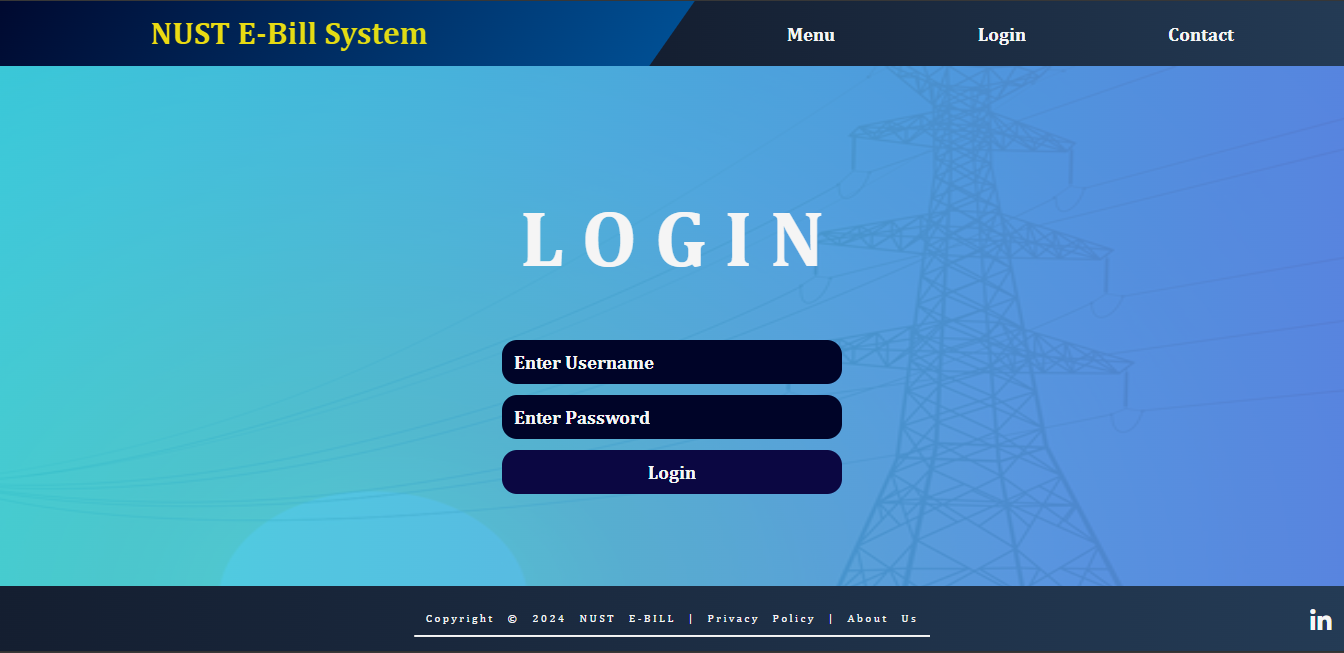 NUST E-Bill System
Menu
Login
Contact
LOGIN
Enter Username
Enter Password
Login
Copyright © 2024 NUST E-BILL | Privacy Policy | About Us
in